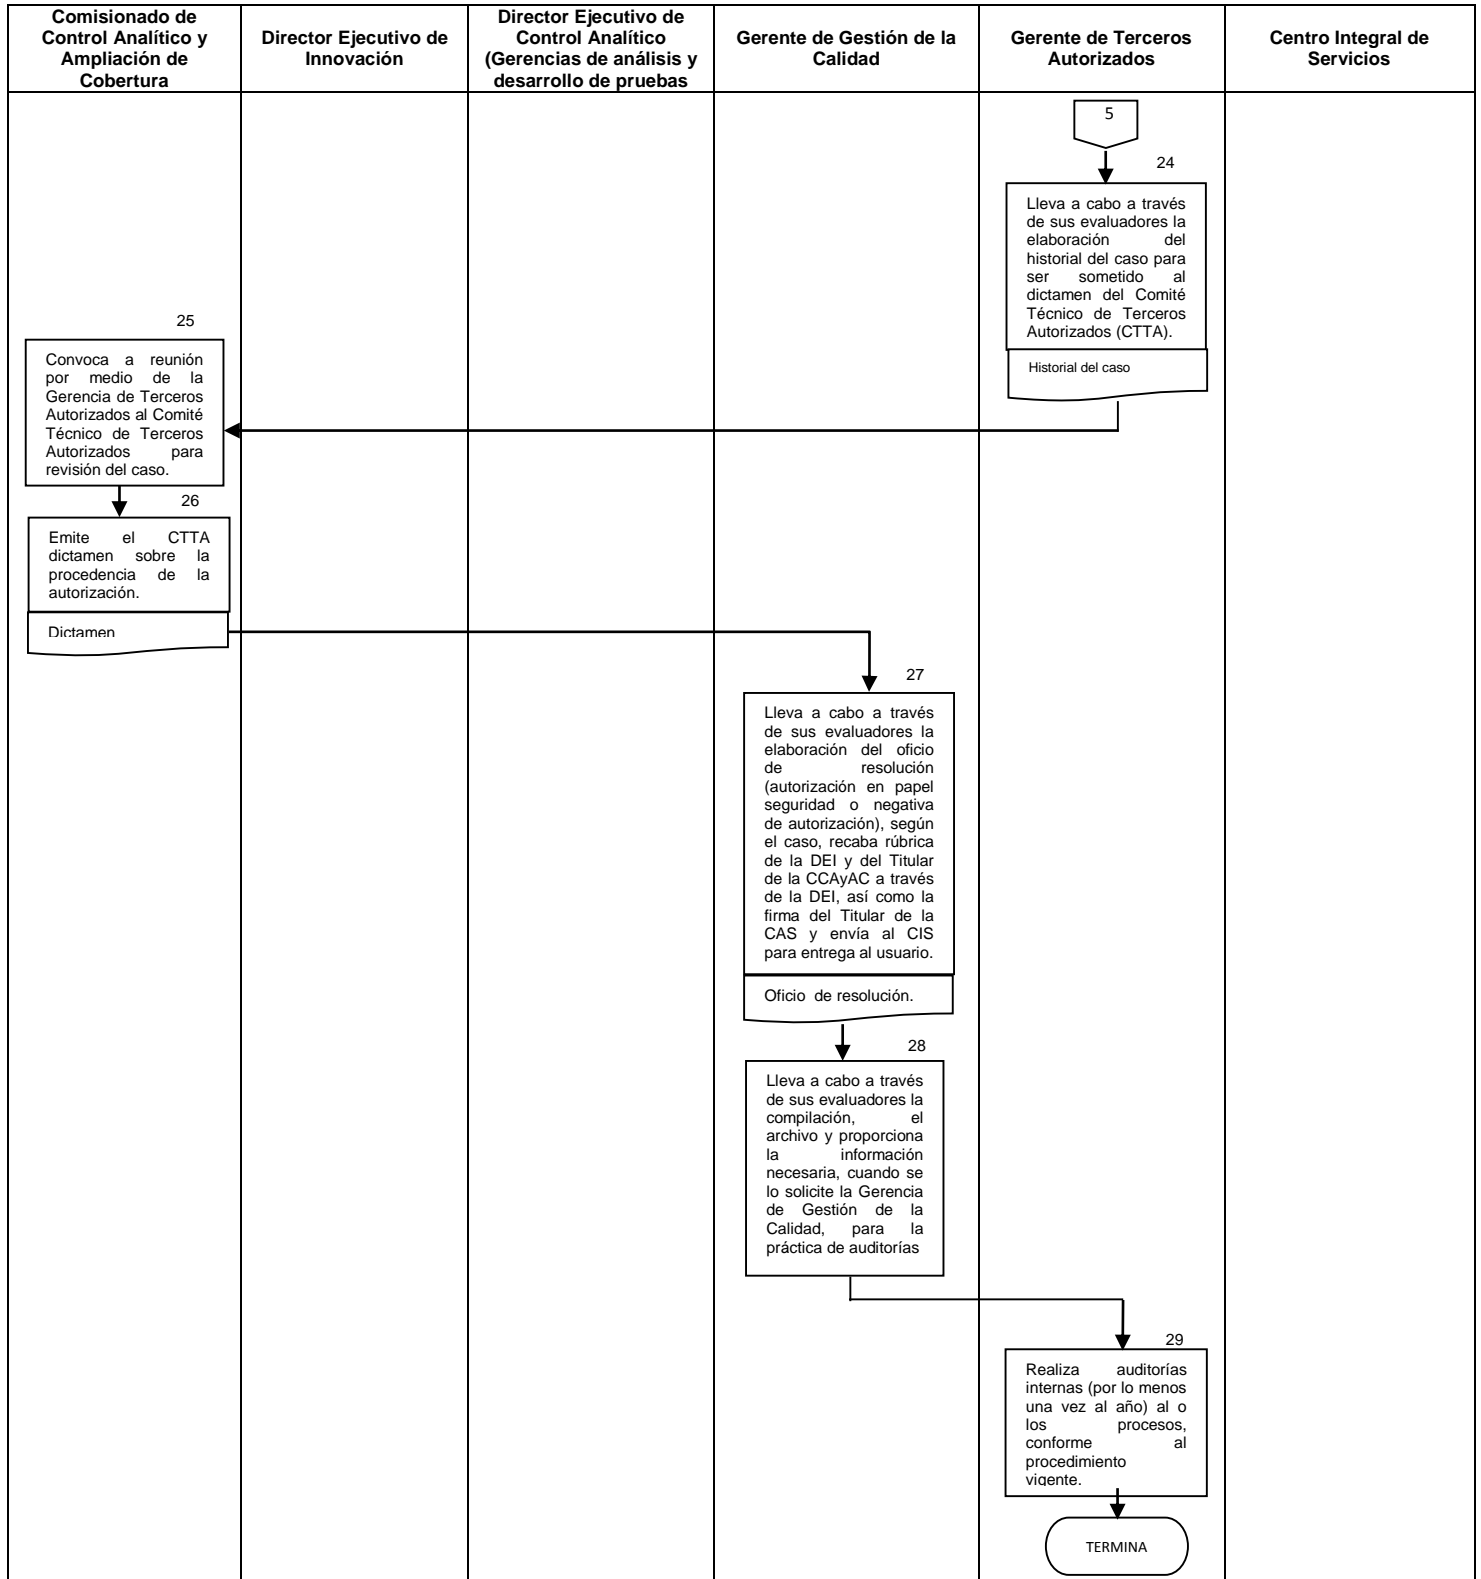 Comisionado de
Control Analítico y
Ampliación de
Cobertura
Director Ejecutivo de
Innovación
Director Ejecutivo de
Control Analítico
(Gerencias de análisis y
desarrollo de pruebas
Gerente de Gestión de la
Calidad
Gerente de Terceros
Autorizados
Centro Integral de
Servicios
5
24
Lleva a cabo a través
de sus evaluadores la
elaboración del
historial del caso para
ser sometido al
dictamen del Comité
Técnico de Terceros
Autorizados (CTTA).
Historial del caso
25
Convoca a reunión
por medio de la
Gerencia de Terceros
Autorizados al Comité
Técnico de Terceros
Autorizados para
revisión del caso.
26
Emite el CTTA
dictamen sobre la
procedencia de la
autorización.
Dictamen
27
Lleva a cabo a través
de sus evaluadores la
elaboración del oficio
de resolución
(autorización en papel
seguridad o negativa
de autorización), según
el caso, recaba rúbrica
de la DEI y del Titular
de la CCAyAC a través
de la DEI, así como la
firma del Titular de la
CAS y envía al CIS
para entrega al usuario.
Oficio de resolución.
28
Lleva a cabo a través
de sus evaluadores la
compilación, el
archivo y proporciona
la información
necesaria, cuando se
lo solicite la Gerencia
de Gestión de la
Calidad, para la
práctica de auditorías
29
Realiza auditorías
internas (por lo menos
una vez al año) al o
los procesos,
conforme al
procedimiento
vigente.
TERMINA